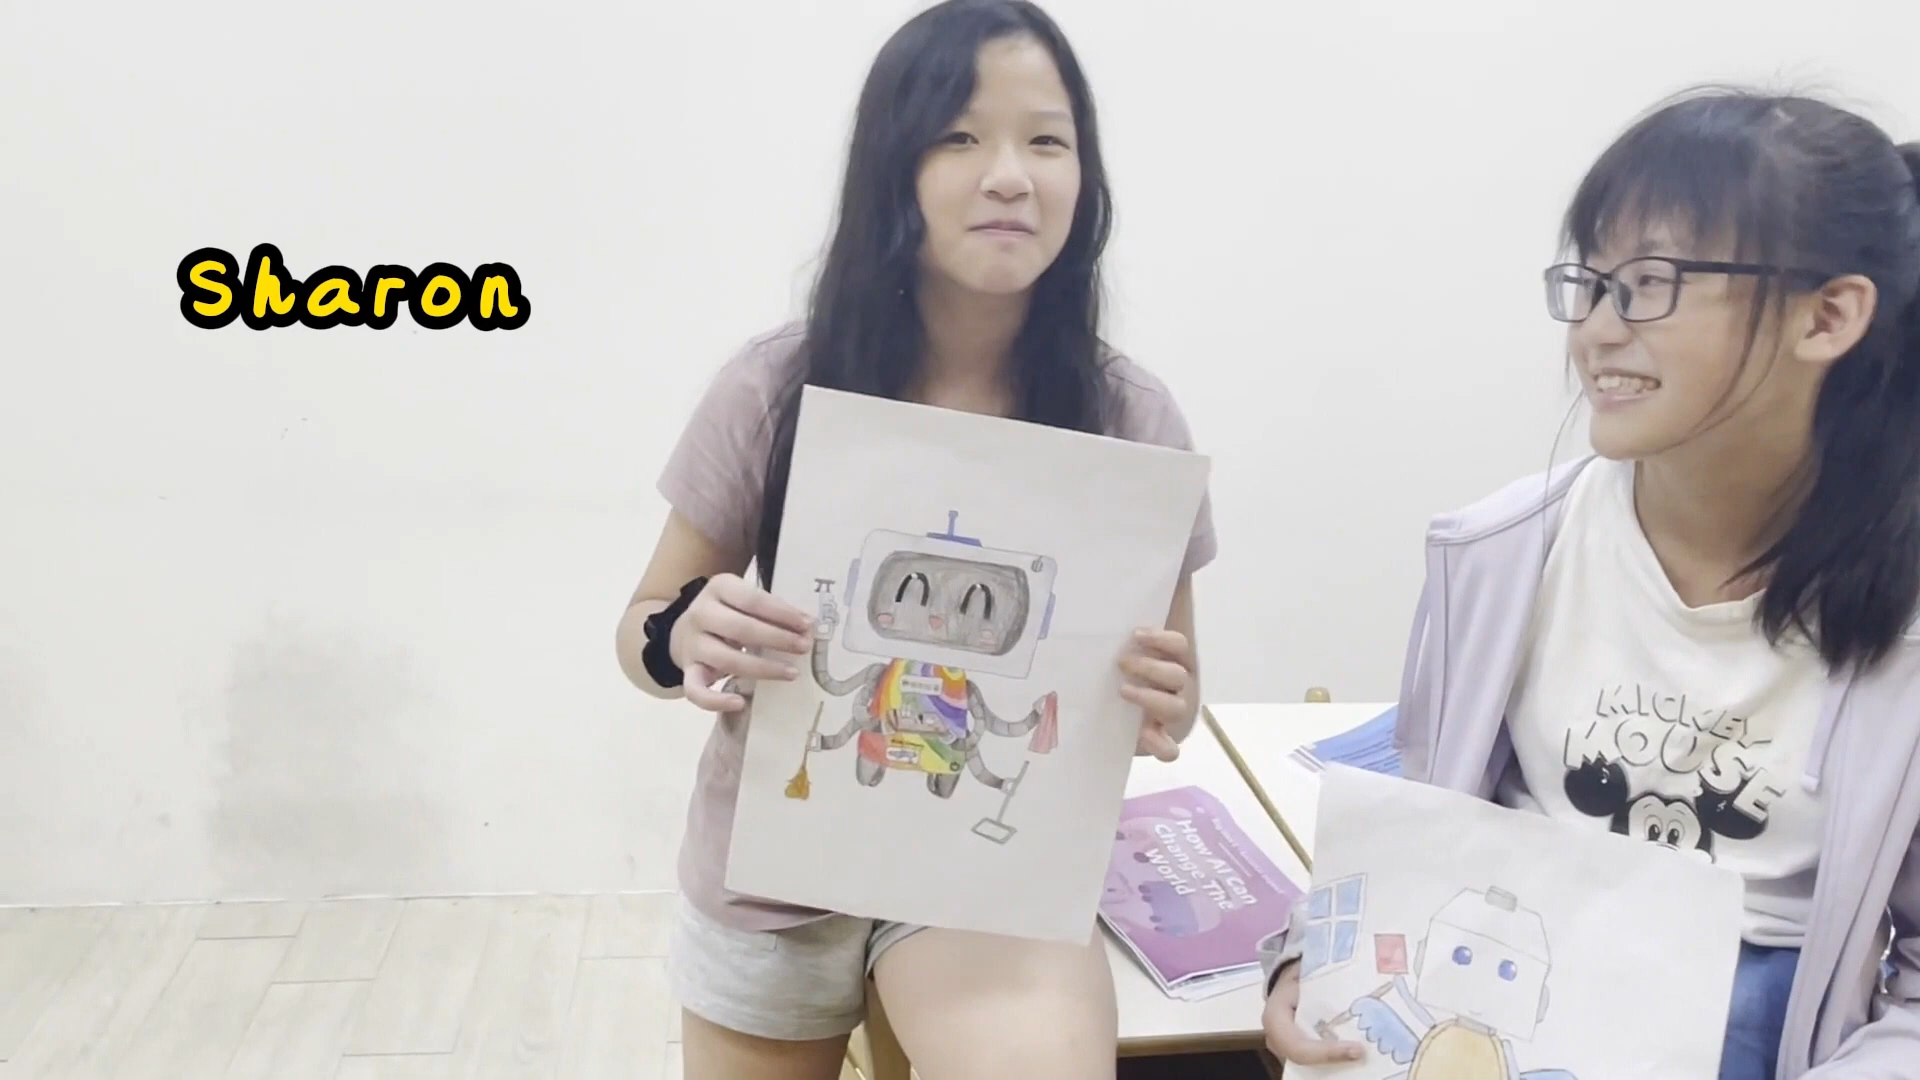 Sharon
MICKEY
MOUSE
How AI Can
Change The
World